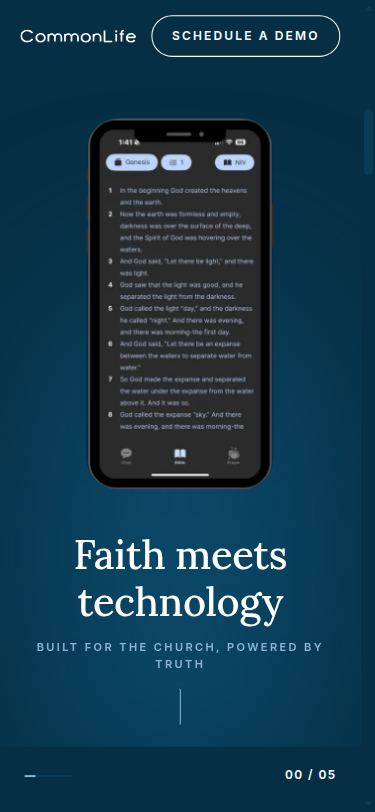 CommonLife
SCHEDULE A DEMO
1:41
Genesis
1
NIV
1 In the beginning God created the heavens
and the earth.
2 Now the earth was formless and empty,
darkness was over the surface of the deep,
and the Spirit of God was hovering over the
waters.
3 And God said, "Let there be light," and there
was light.
4 God saw that the light was good, and he
separated the light from the darkness.
5 God called the light "day," and the darkness
he called "night." And there was evening,
and there was morning-the first day.
6 And God said, "Let there be an expanse
between the waters to separate water from
water."
7 So God made the expanse and separated
the water under the expanse from the water
above it. And it was so.
8 God called the expanse "sky." And there
was evening, and there was morning-the
Chat
Bible
Prayer
Faith meets
technology
BUILT FOR THE CHURCH, POWERED BY
TRUTH
00 / 05